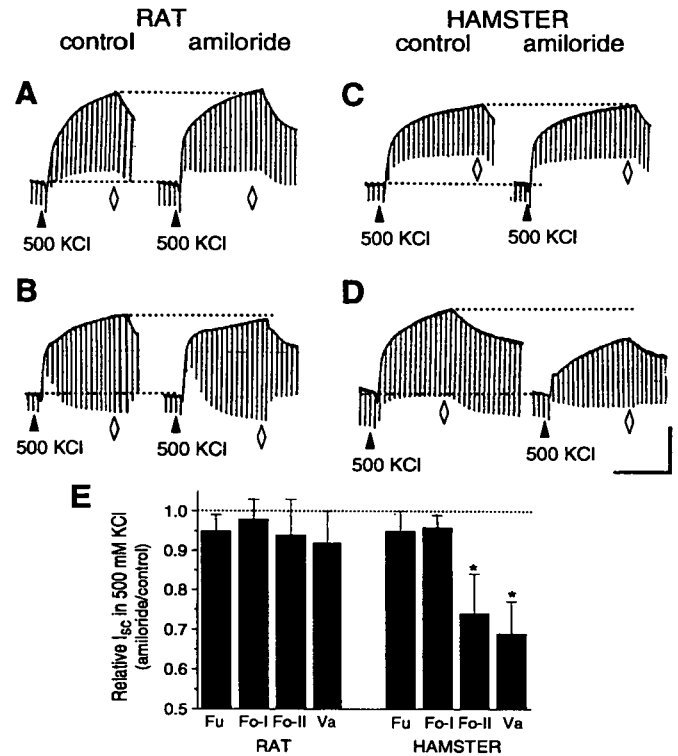 RAT HAMSTER
control amiloride control amiloride
A C
500 KCl 500 KCl 500 KCl 500 KCl
B D
500 KCl 500 KCl 500 KCl 500 KCl
E
Relative Isc in 500 mM KCl
(amiloride/control)
1.0
0.9
0.8
0.7
0.6
0.5
* *
Fu Fo-I Fo-II Va Fu Fo-I Fo-II Va
RAT HAMSTER